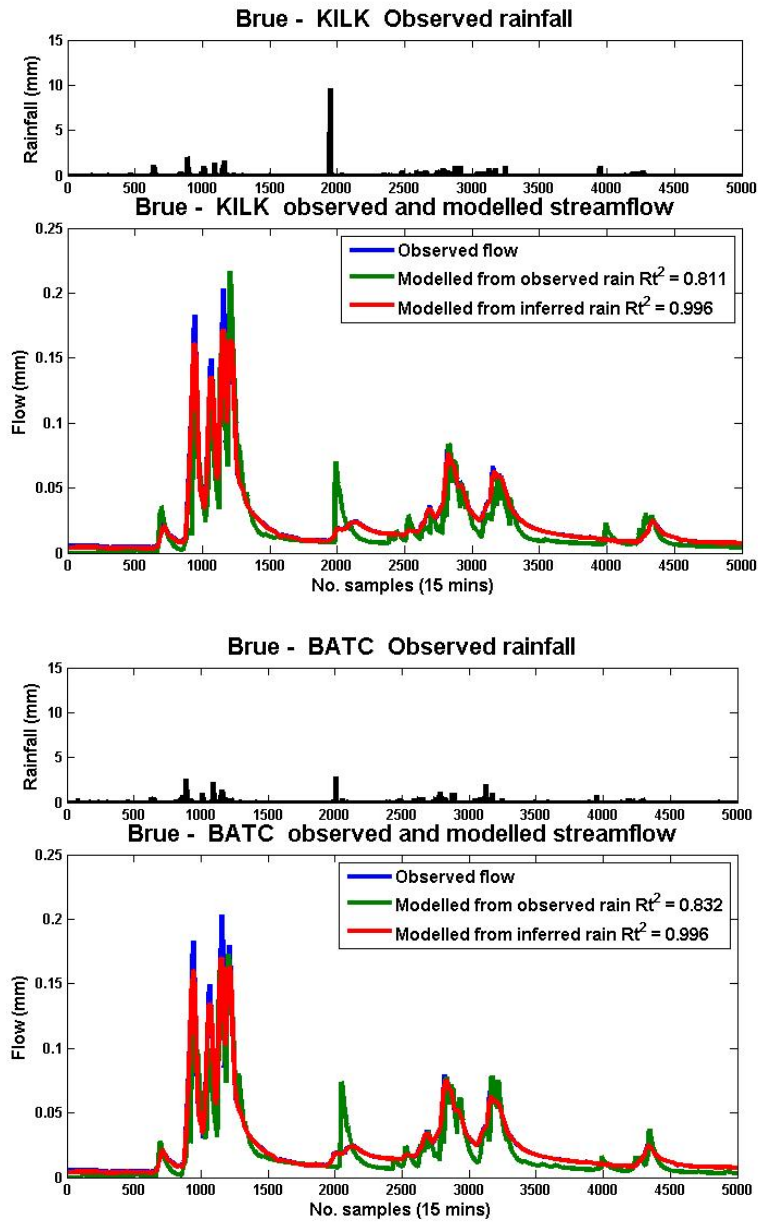 Brue - KILK Observed rainfall
Rainfall (mm)
15
10
5
0
0 500 1000 1500 2000 2500 3000 3500 4000 4500 5000
Brue - KILK observed and modelled streamflow
Flow (mm)
0.25
0.2
0.15
0.1
0.05
0
Observed flow
Modelled from observed rain Rt² = 0.811
Modelled from inferred rain Rt² = 0.996
0 500 1000 1500 2000 2500 3000 3500 4000 4500 5000
No. samples (15 mins)
Brue - BATC Observed rainfall
Rainfall (mm)
15
10
5
0
0 500 1000 1500 2000 2500 3000 3500 4000 4500 5000
Brue - BATC observed and modelled streamflow
Flow (mm)
0.25
0.2
0.15
0.1
0.05
0
Observed flow
Modelled from observed rain Rt² = 0.832
Modelled from inferred rain Rt² = 0.996
0 500 1000 1500 2000 2500 3000 3500 4000 4500 5000
No. samples (15 mins)